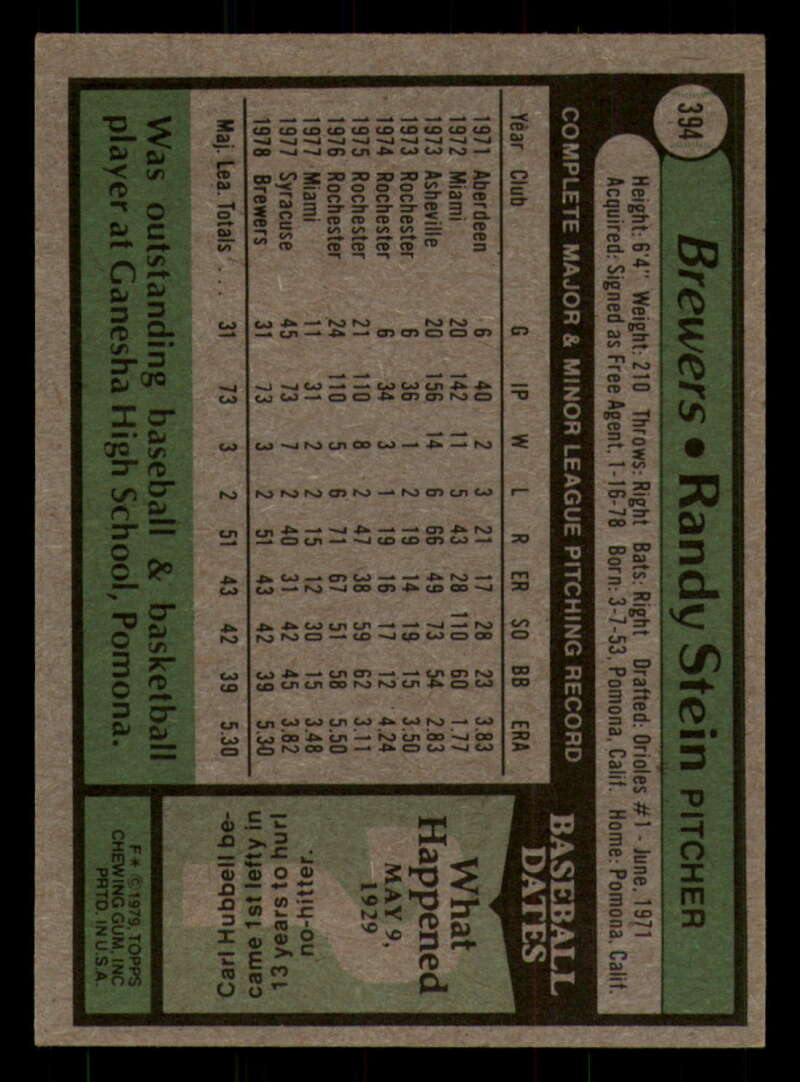 394
Brewers • Randy Stein PITCHER
Height: 6'4" Weight: 210 Throws: Right Bats: Right Drafted: Orioles #1 - June, 1971
Acquired: Signed as Free Agent, 1-16-78 Born: 3-7-53, Pomona, Calif. Home: Pomona, Calif.
COMPLETE MAJOR & MINOR LEAGUE PITCHING RECORD
Year Club G IP W L R ER SO BB ERA
1971 Aberdeen 6 40 2 3 21 17 28 23 3.83
1972 Miami 20 142 11 5 43 28 110 60 1.77
1973 Asheville 20 156 14 6 66 49 73 54 2.83
1973 Rochester 6 36 1 2 19 14 19 15 3.50
1974 Rochester 6 34 3 1 19 16 17 12 4.24
1975 Rochester 21 110 8 2 47 38 59 62 3.11
1976 Rochester 24 110 5 6 71 67 51 58 5.50
1977 Miami 11 31 2 2 15 12 30 15 3.48
1977 Syracuse 45 73 7 2 40 31 42 45 3.82
1978 Brewers 31 73 3 2 51 43 42 39 5.30
Maj. Lea. Totals . . . 31 73 3 2 51 43 42 39 5.30
Was outstanding baseball & basketball
player at Ganesha High School, Pomona.
BASEBALL
DATES
What
Happened
MAY 9,
1929
Carl Hubbell be-
came 1st lefty in
13 years to hurl
no-hitter.
F * © 1979 TOPPS
CHEWING GUM, INC
PRTD. IN U.S.A.